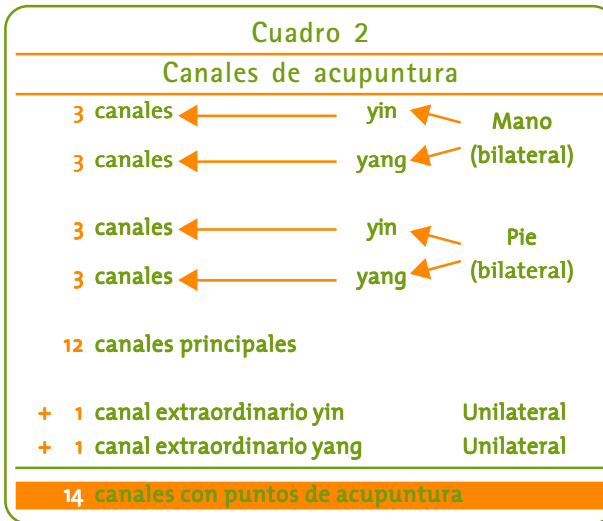 Cuadro 2
Canales de acupuntura
3 canales yin Mano
(bilateral)
3 canales yang
3 canales yin Pie
(bilateral)
3 canales yang
12 canales principales
+ 1 canal extraordinario yin Unilateral
+ 1 canal extraordinario yang Unilateral
14 canales con puntos de acupuntura